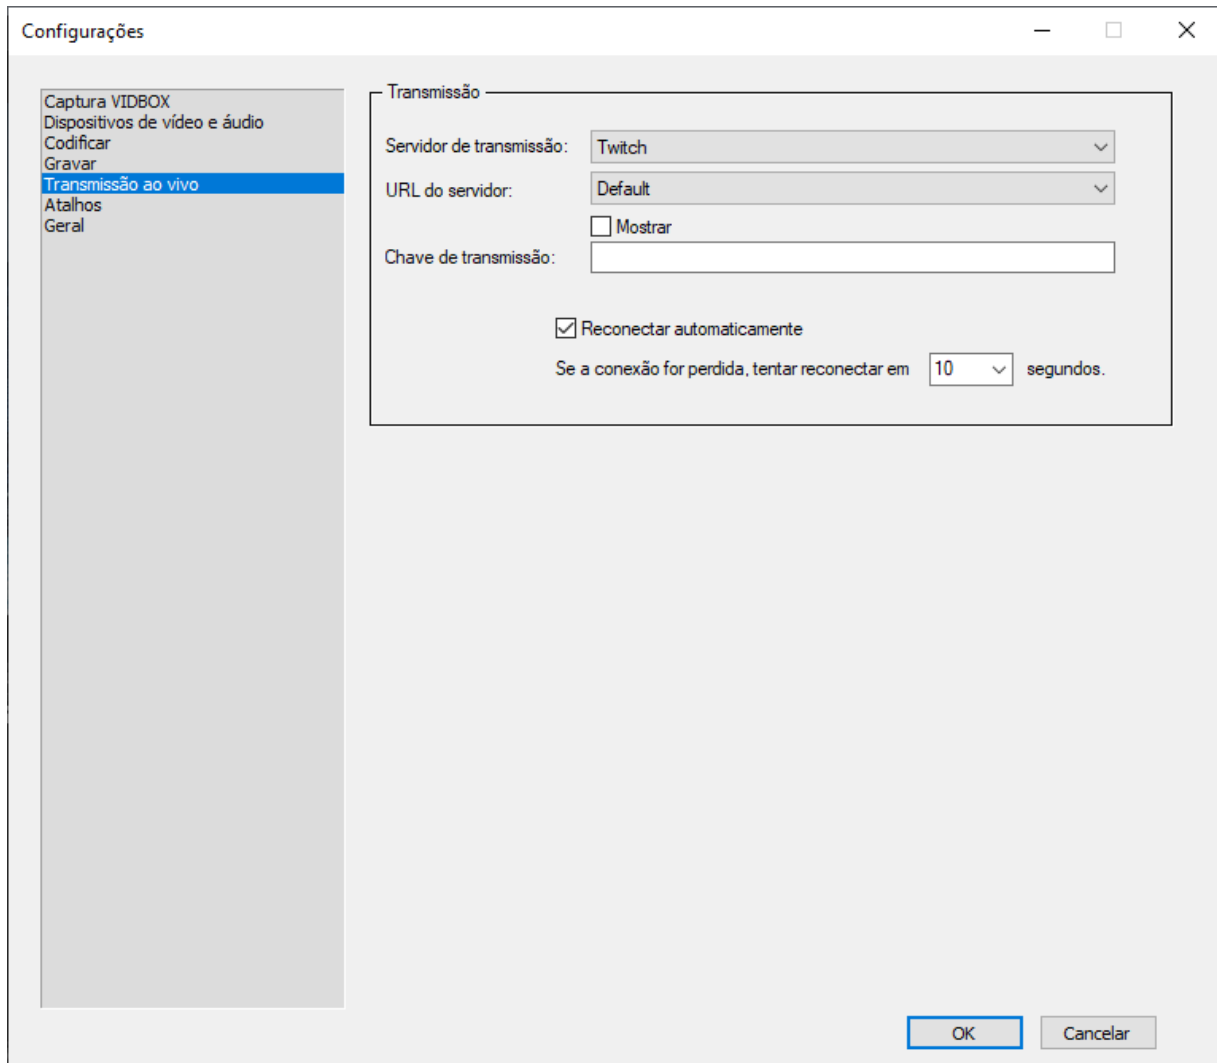 Configurações
Captura VIDBOX
Dispositivos de vídeo e áudio
Codificar
Gravar
Transmissão ao vivo
Atalhos
Geral
Transmissão
Servidor de transmissão: Twitch
URL do servidor: Default
Mostrar
Chave de transmissão:
Reconectar automaticamente
Se a conexão for perdida, tentar reconectar em 10 segundos.
OK Cancelar